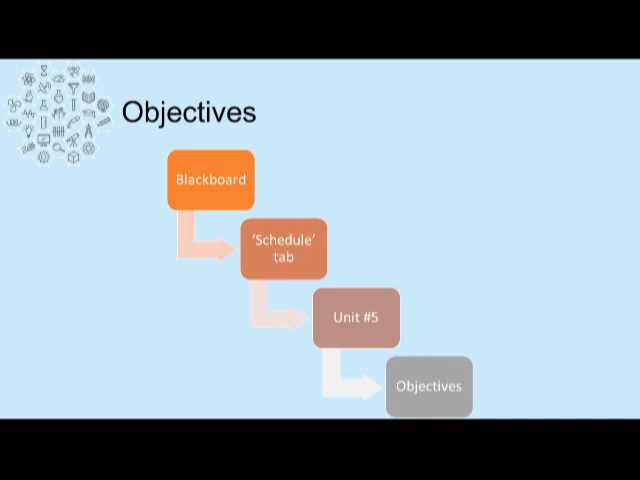 Objectives
Blackboard
‘Schedule’
tab
Unit #5
Objectives